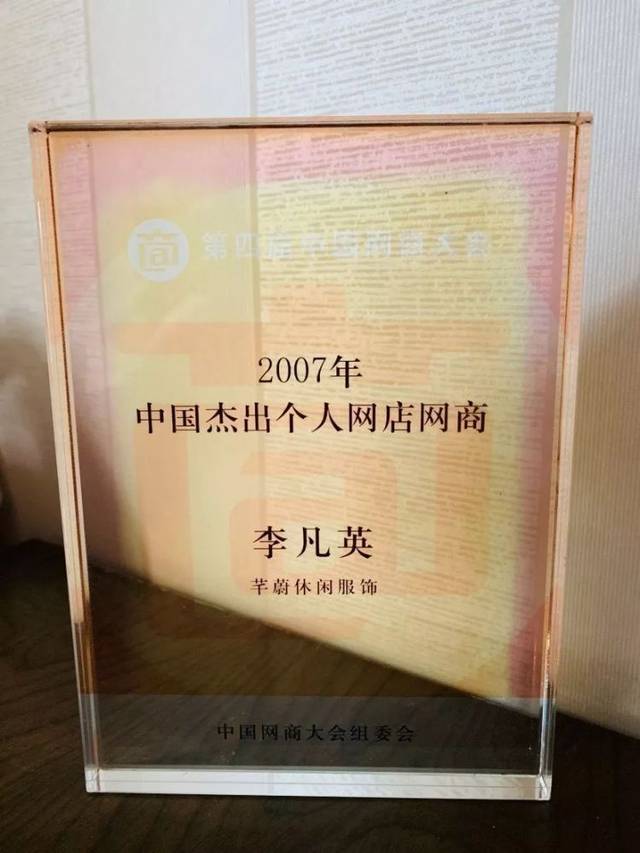 第四届中国网商大会
2007年
中国杰出个人网店网商
李凡英
芊蔚休闲服饰
中国网商大会组委会